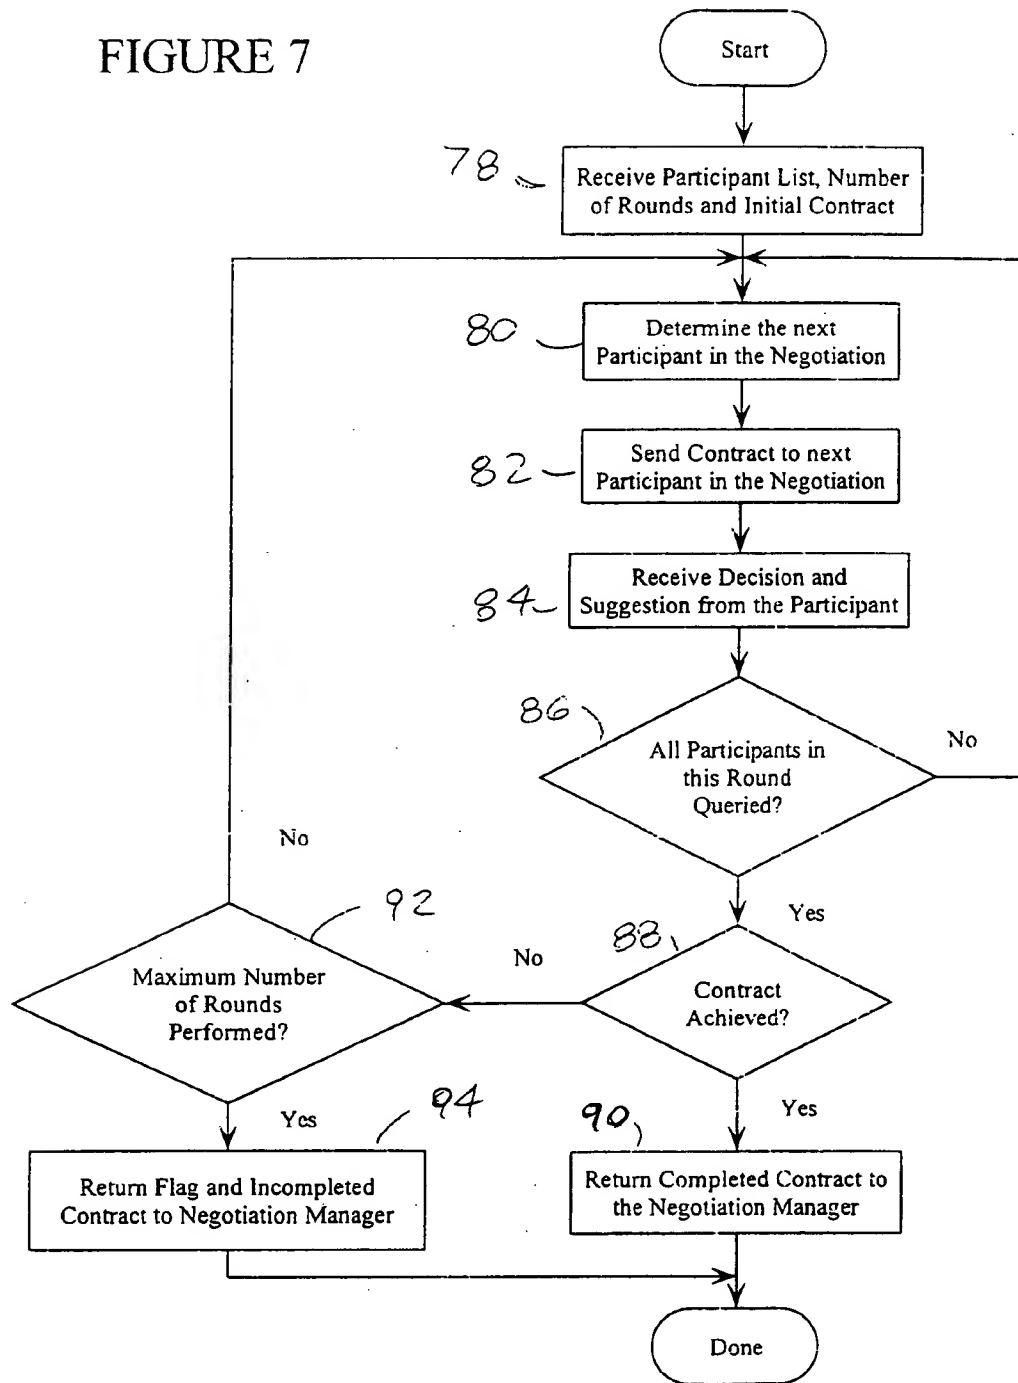 FIGURE 7
Start
78
Receive Participant List, Number
of Rounds and Initial Contract
80
Determine the next
Participant in the Negotiation
82
Send Contract to next
Participant in the Negotiation
84
Receive Decision and
Suggestion from the Participant
86
All Participants in
this Round
Queried?
No
Yes
88
Contract
Achieved?
No
92
Maximum Number
of Rounds
Performed?
No
Yes
94
Return Flag and Incompleted
Contract to Negotiation Manager
Yes
90
Return Completed Contract to
the Negotiation Manager
Done